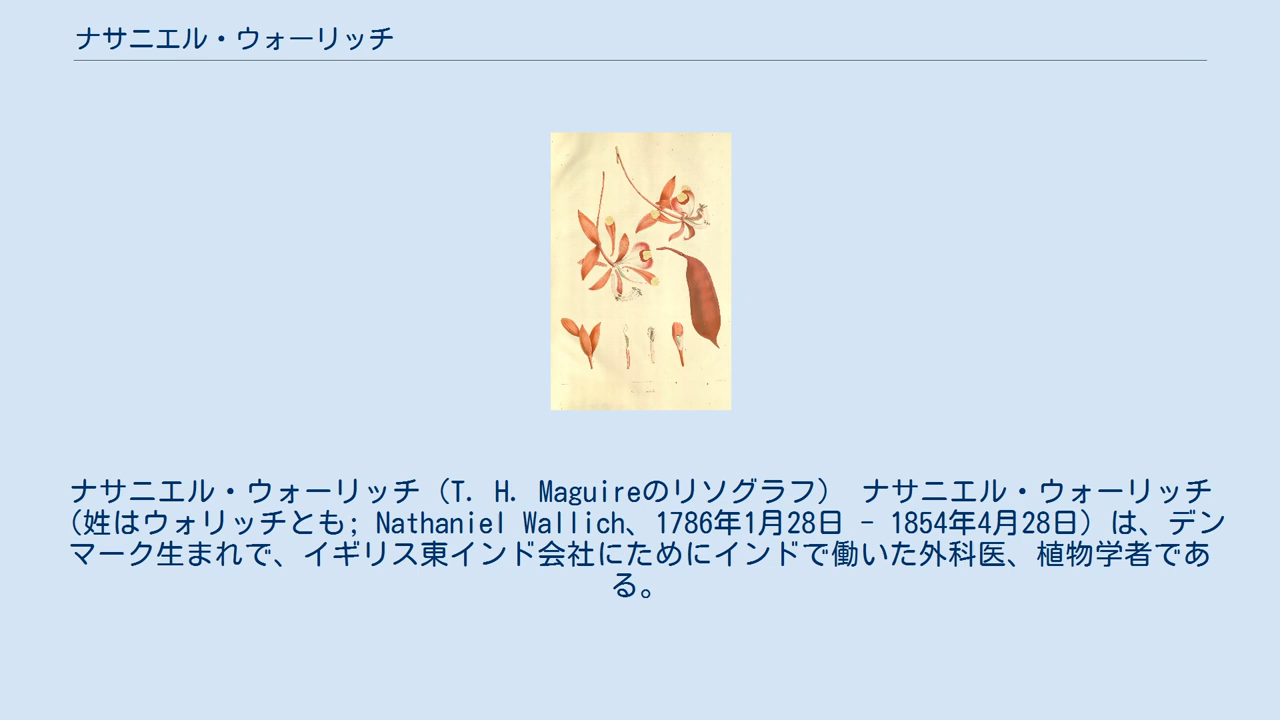 ナサニエル・ウォーリッチ
ナサニエル・ウォーリッチ（T. H. Maguireのリソグラフ） ナサニエル・ウォーリッチ
(姓はウォリッチとも; Nathaniel Wallich、1786年1月28日 - 1854年4月28日）は、デン
マーク生まれで、イギリス東インド会社にためにインドで働いた外科医、植物学者であ
る。